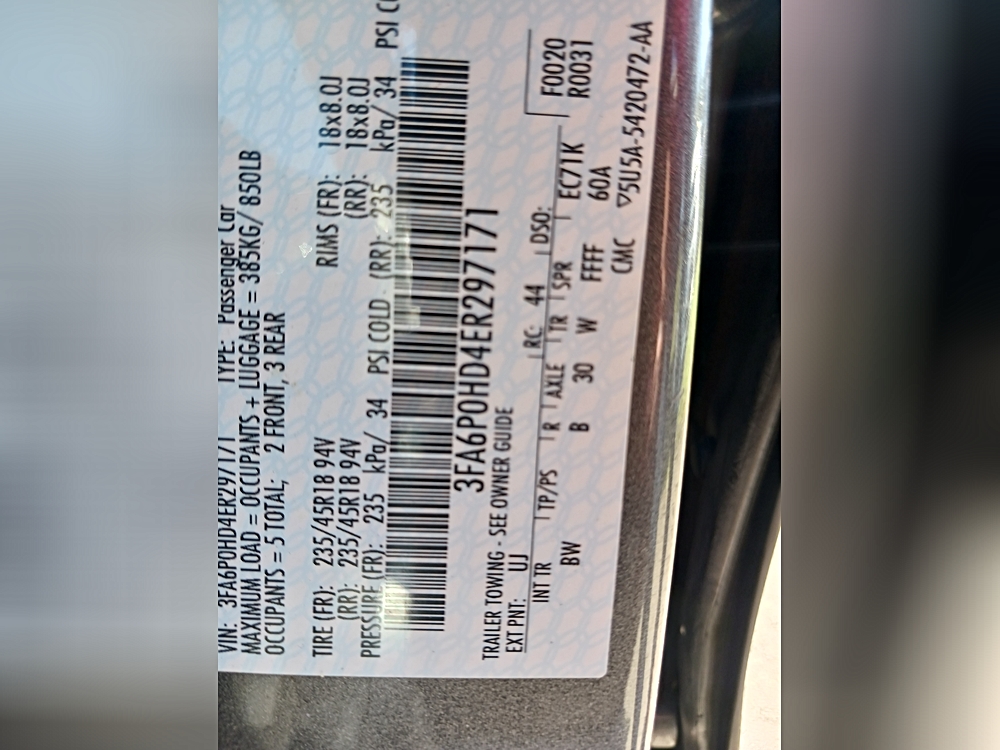 VIN: 3FA6P0HD4ER297171 TYPE: Passenger Car
MAXIMUM LOAD = OCCUPANTS + LUGGAGE = 385KG/ 850LB
OCCUPANTS = 5 TOTAL; 2 FRONT, 3 REAR
TIRE (FR): 235/45R18 94V RIMS (FR): 18x8.0J
(RR): 235/45R18 94V (RR): 18x8.0J
PRESSURE (FR): 235 kPa/ 34 PSI COLD (RR): 235 kPa/ 34 PSI
3FA6P0HD4ER297171
TRAILER TOWING - SEE OWNER GUIDE
EXT PNT: UJ RC: 44 DSO: F0020
INT TR TP/PS R AXLE TR SPR R0031
BW B 30 W FFFF EC71K
60A
CMC ▽5U5A-5420472-AA